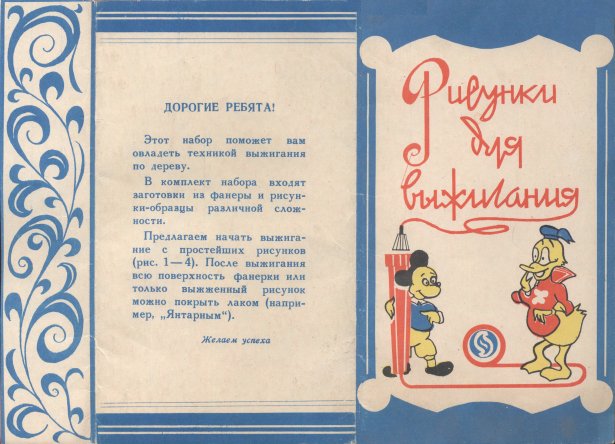 ДОРОГИЕ РЕБЯТА!
Этот набор поможет вам
овладеть техникой выжигания
по дереву.
В комплект набора входят
заготовки из фанеры и рисун-
ки-образцы различной слож-
ности.
Предлагаем начать выжига-
ние с простейших рисунков
(рис. 1—4). После выжигания
всю поверхность фанерки или
только выжженный рисунок
можно покрыть лаком (напри-
мер, „Янтарным“).
Желаем успеха
Рисунки
для
выжигания